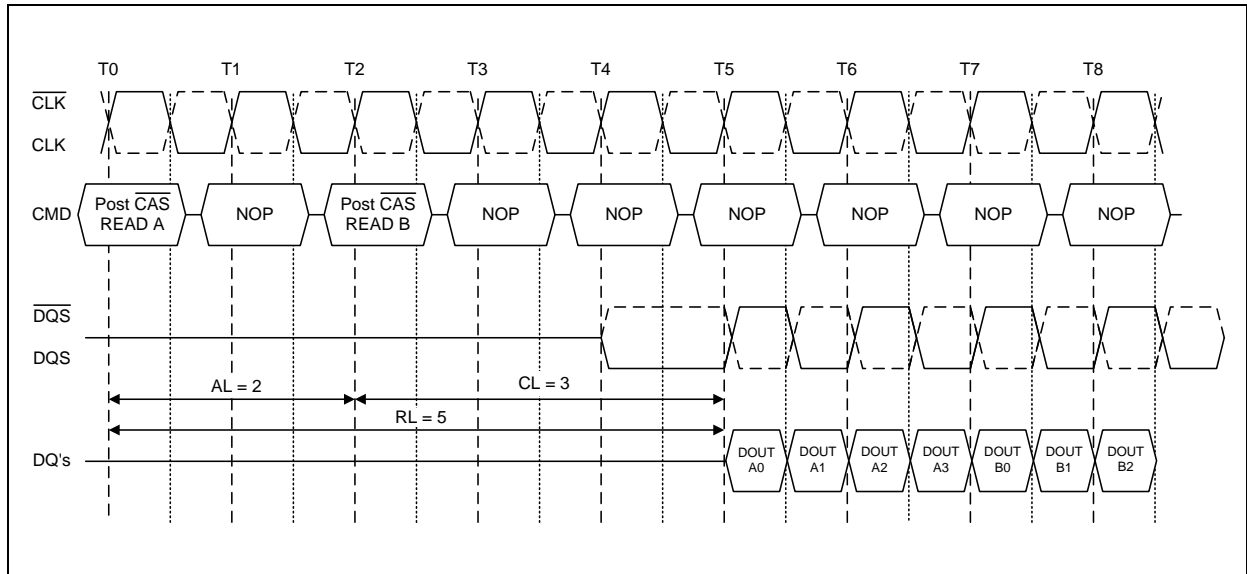 T0 T1 T2 T3 T4 T5 T6 T7 T8
CLK
CLK
CMD
Post CAS
READ A
NOP
Post CAS
READ B
NOP
NOP
NOP
NOP
NOP
NOP
DQS
DQS
AL = 2
CL = 3
RL = 5
DQ's
DOUT
A0
DOUT
A1
DOUT
A2
DOUT
A3
DOUT
B0
DOUT
B1
DOUT
B2